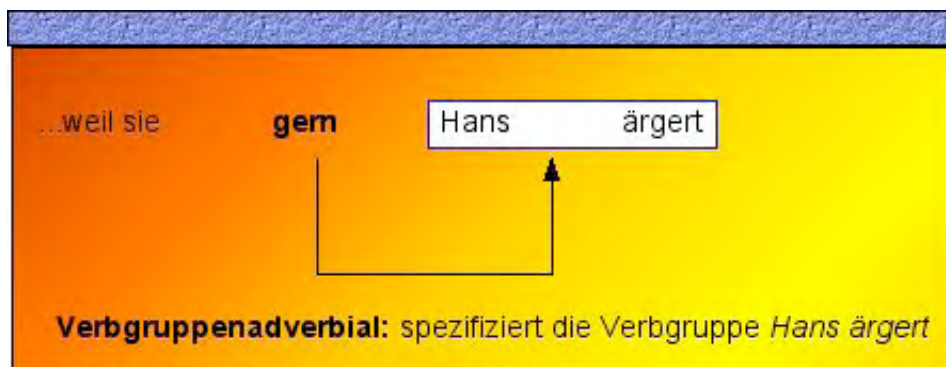 ...weil sie gern Hans ärgert
Verbgruppenadverbial: spezifiziert die Verbgruppe Hans ärgert